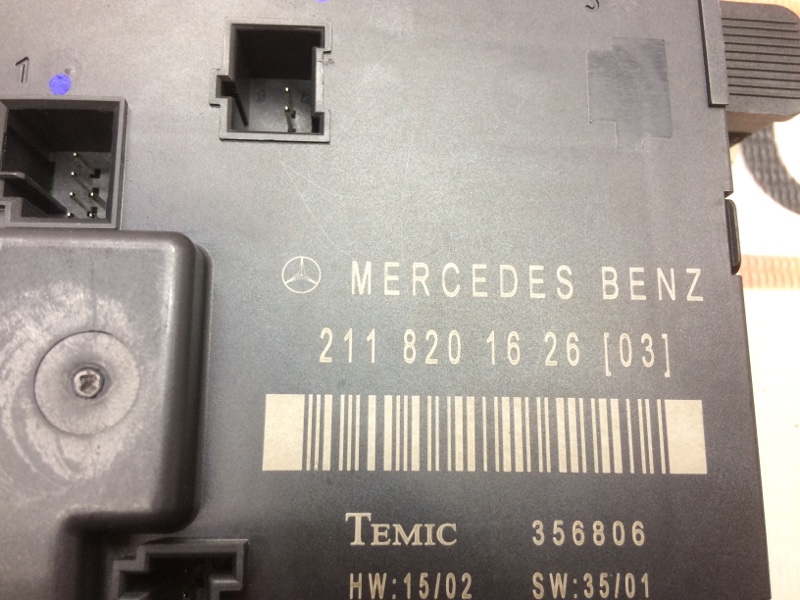 1
MERCEDES BENZ
211 820 16 26 [03]
TEMIC 356806
HW:15/02 SW:35/01